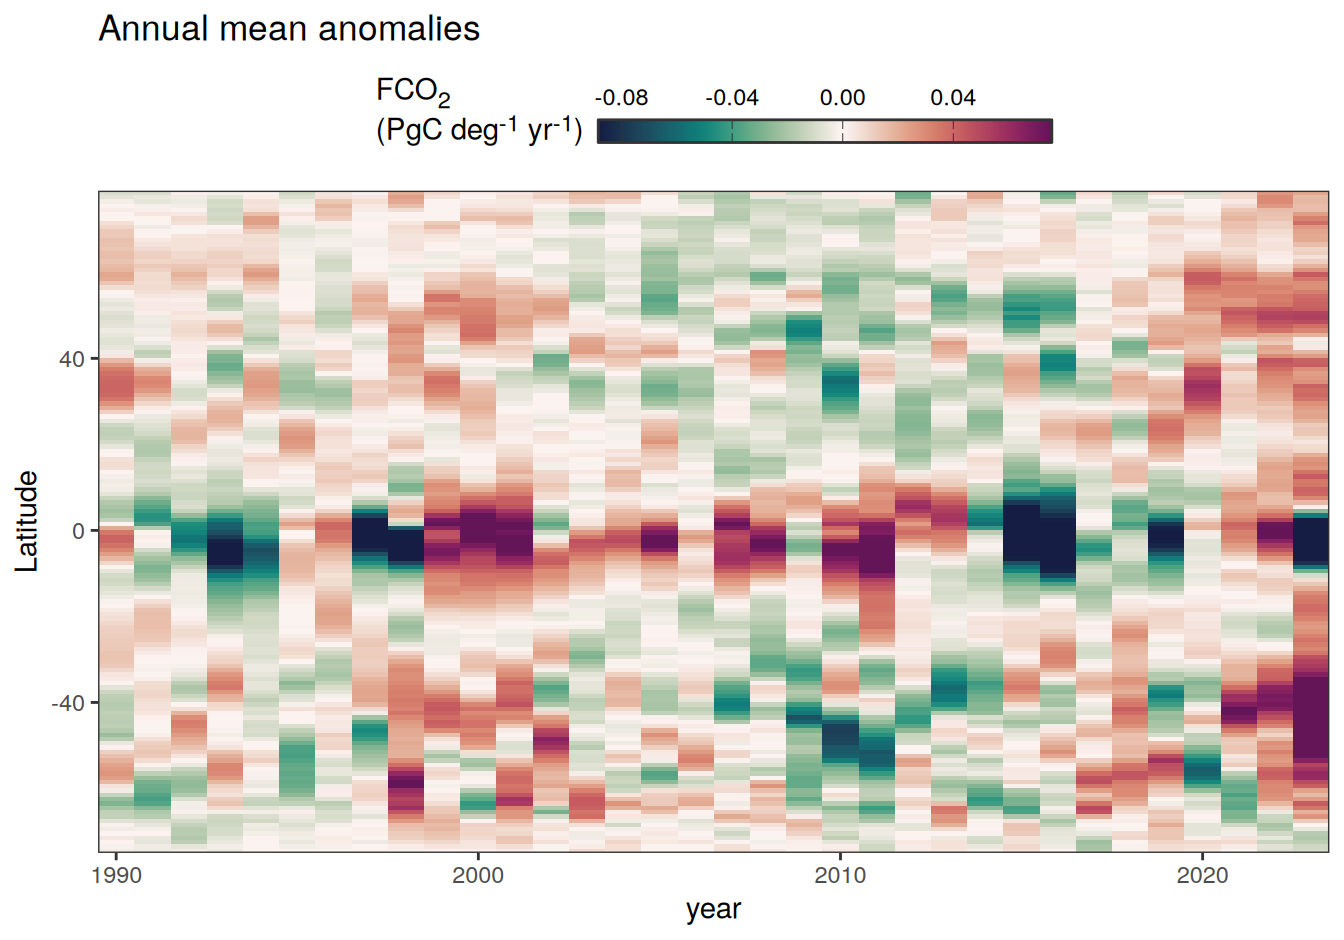 Annual mean anomalies
FCO₂
(PgC deg⁻¹ yr⁻¹)
-0.08 -0.04 0.00 0.04
Latitude
40
0
-40
1990 2000 2010 2020
year